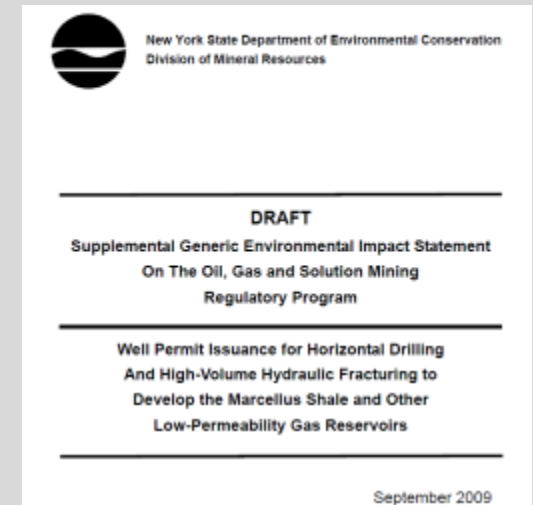 New York State Department of Environmental Conservation
Division of Mineral Resources
DRAFT
Supplemental Generic Environmental Impact Statement
On The Oil, Gas and Solution Mining
Regulatory Program
Well Permit Issuance for Horizontal Drilling
And High-Volume Hydraulic Fracturing to
Develop the Marcellus Shale and Other
Low-Permeability Gas Reservoirs
September 2009